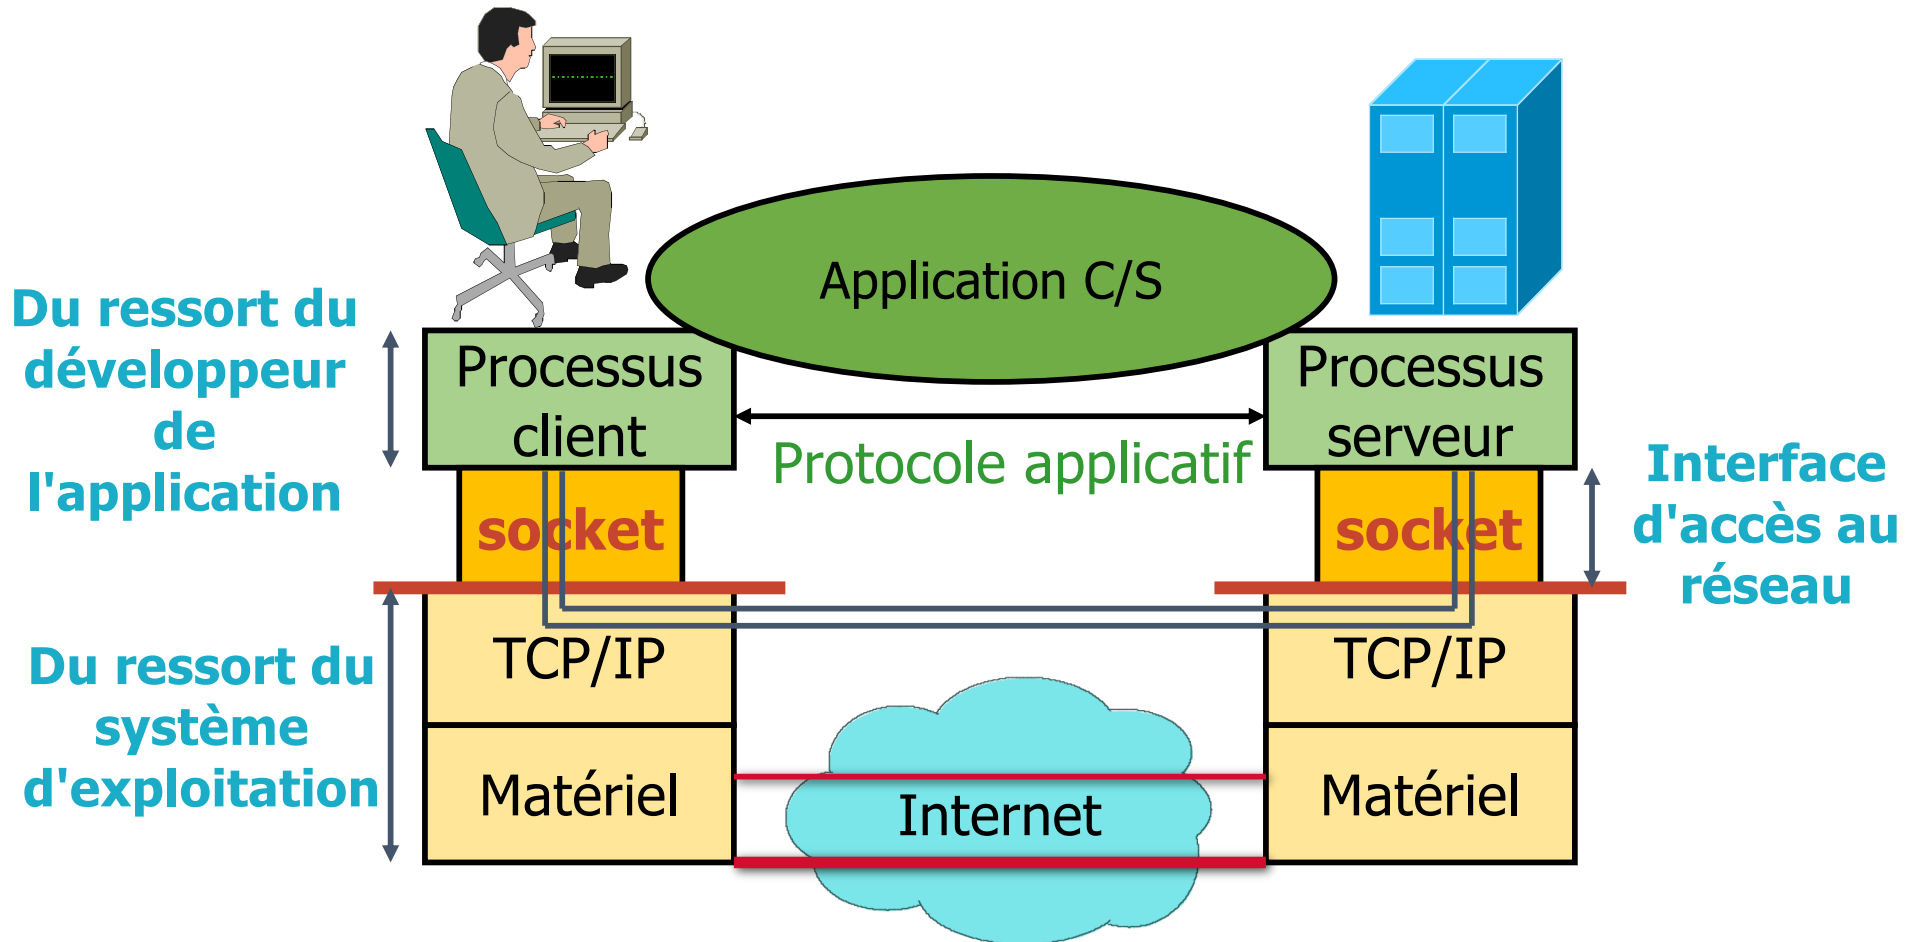 Application C/S
Du ressort du
développeur
de
l'application
Processus
client
Protocole applicatif
Processus
serveur
socket
socket
Interface
d'accès au
réseau
Du ressort du
système
d'exploitation
TCP/IP
TCP/IP
Matériel
Internet
Matériel